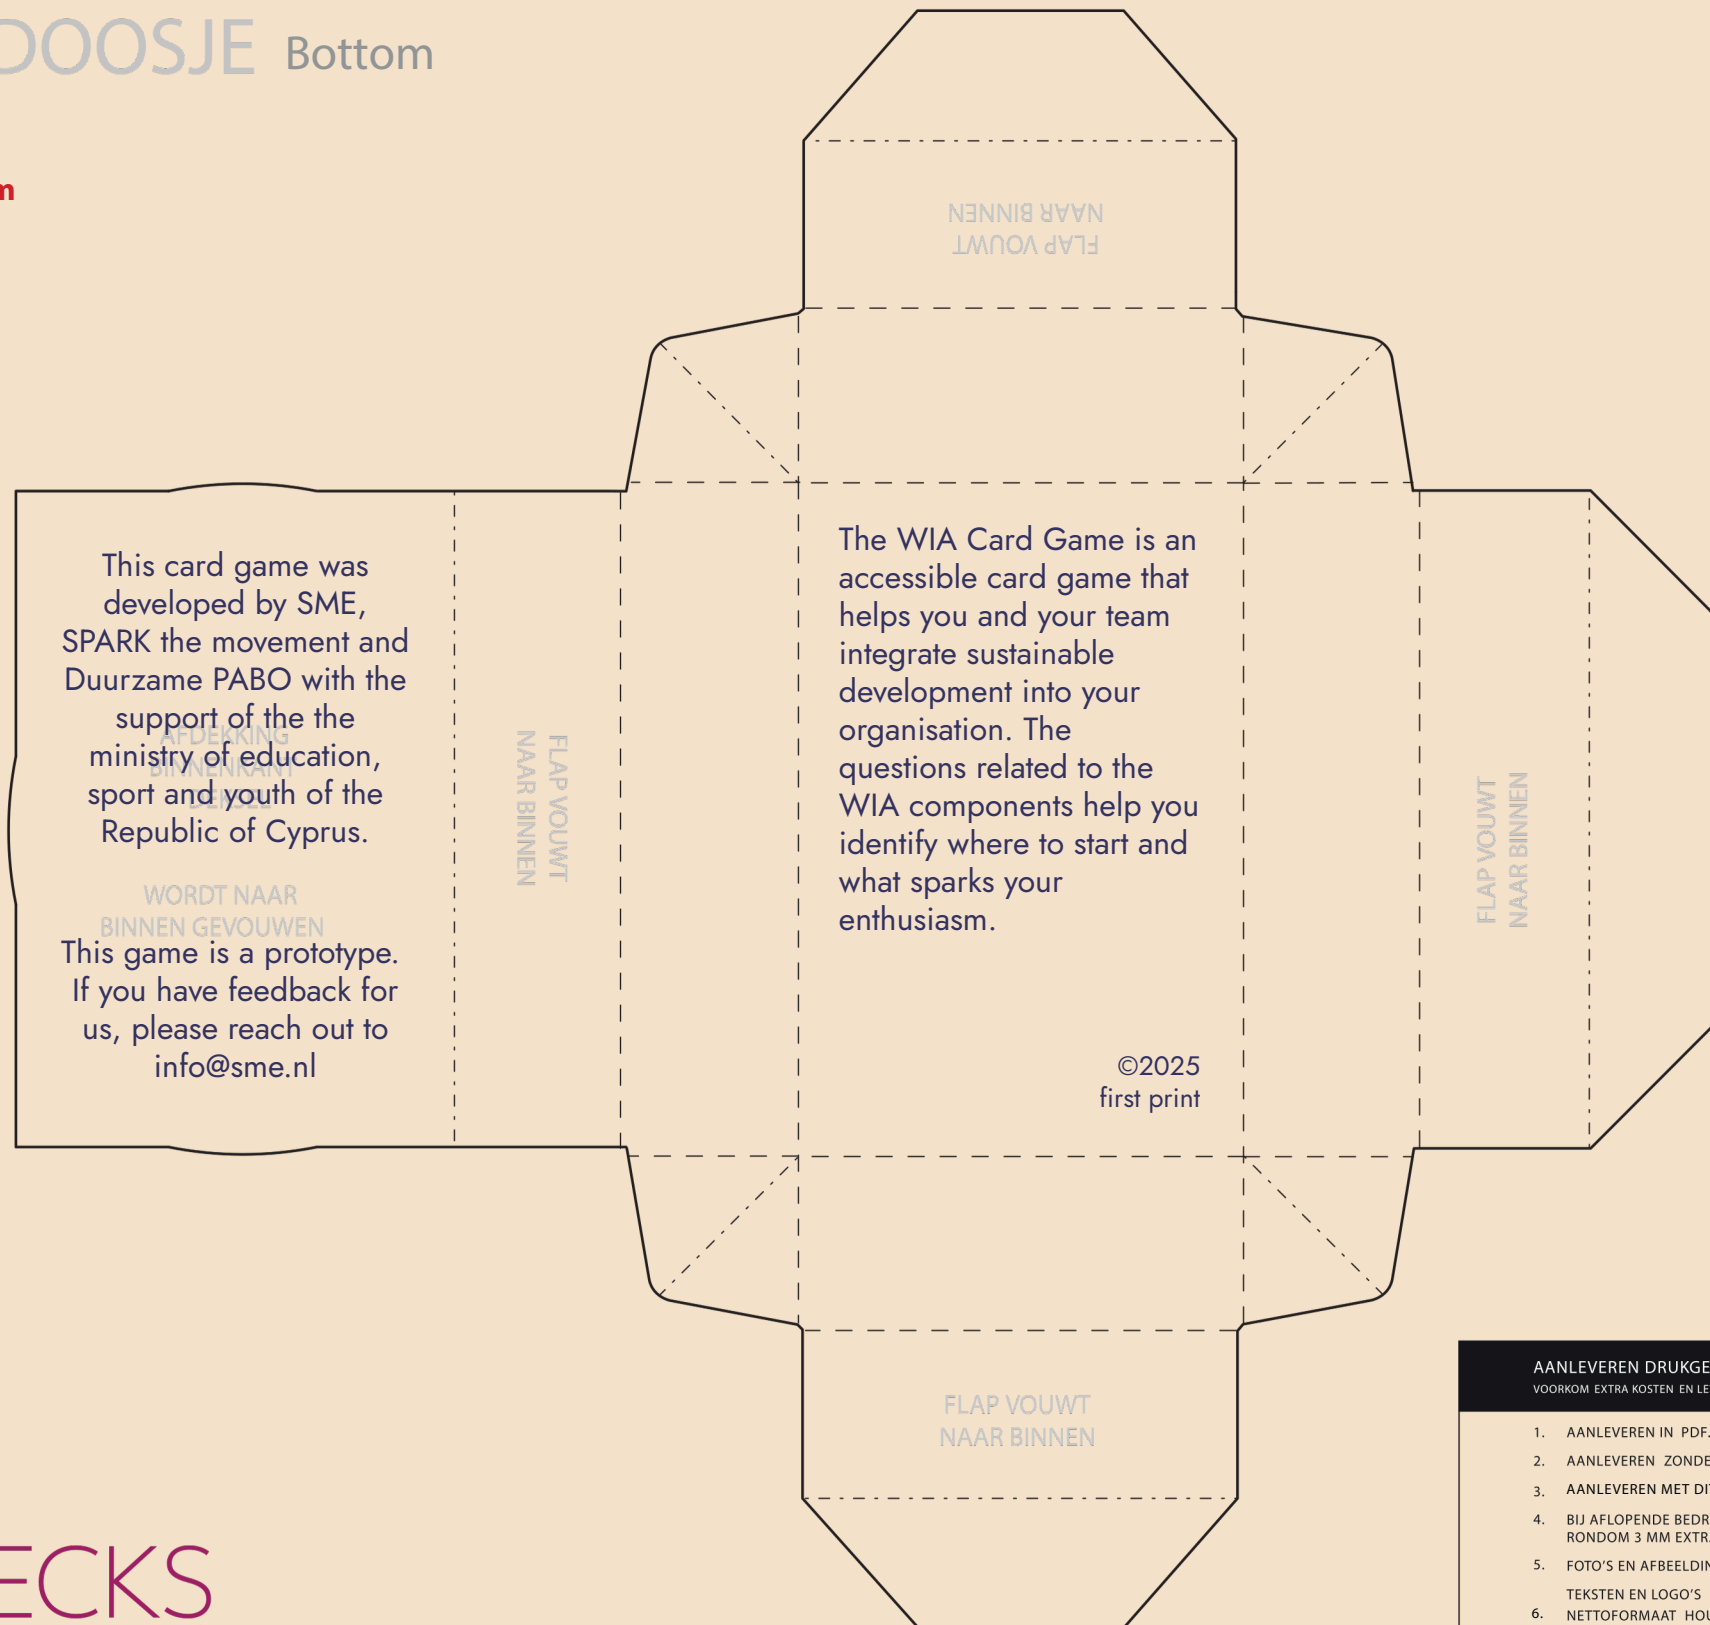 DOOSJE Bottom
NAAR BINNEN
FLAP VOUWT
This card game was
developed by SME,
SPARK the movement and
Duurzame PABO with the
support of the the
ministry of education,
sport and youth of the
Republic of Cyprus.
AFDEKKING
BINNENKANT
DEKSEL
WORDT NAAR
BINNEN GEVOUWEN
This game is a prototype.
If you have feedback for
us, please reach out to
info@sme.nl
FLAP VOUWT
NAAR BINNEN
The WIA Card Game is an
accessible card game that
helps you and your team
integrate sustainable
development into your
organisation. The
questions related to the
WIA components help you
identify where to start and
what sparks your
enthusiasm.
©2025
first print
FLAP VOUWT
NAAR BINNEN
FLAP VOUWT
NAAR BINNEN
ECKS
AANLEVEREN DRUKGE
VOORKOM EXTRA KOSTEN EN LE
1. AANLEVEREN IN PDF.
2. AANLEVEREN ZONDE
3. AANLEVEREN MET DI
4. BIJ AFLOPENDE BEDR
RONDOM 3 MM EXTR
5. FOTO'S EN AFBEELDIN
TEKSTEN EN LOGO'S
6. NETTOFORMAAT HOU